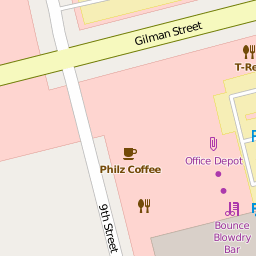 Gilman Street
T-Re
Office Depot
Philz Coffee
9th Street
Bounce
Blowdry
Bar